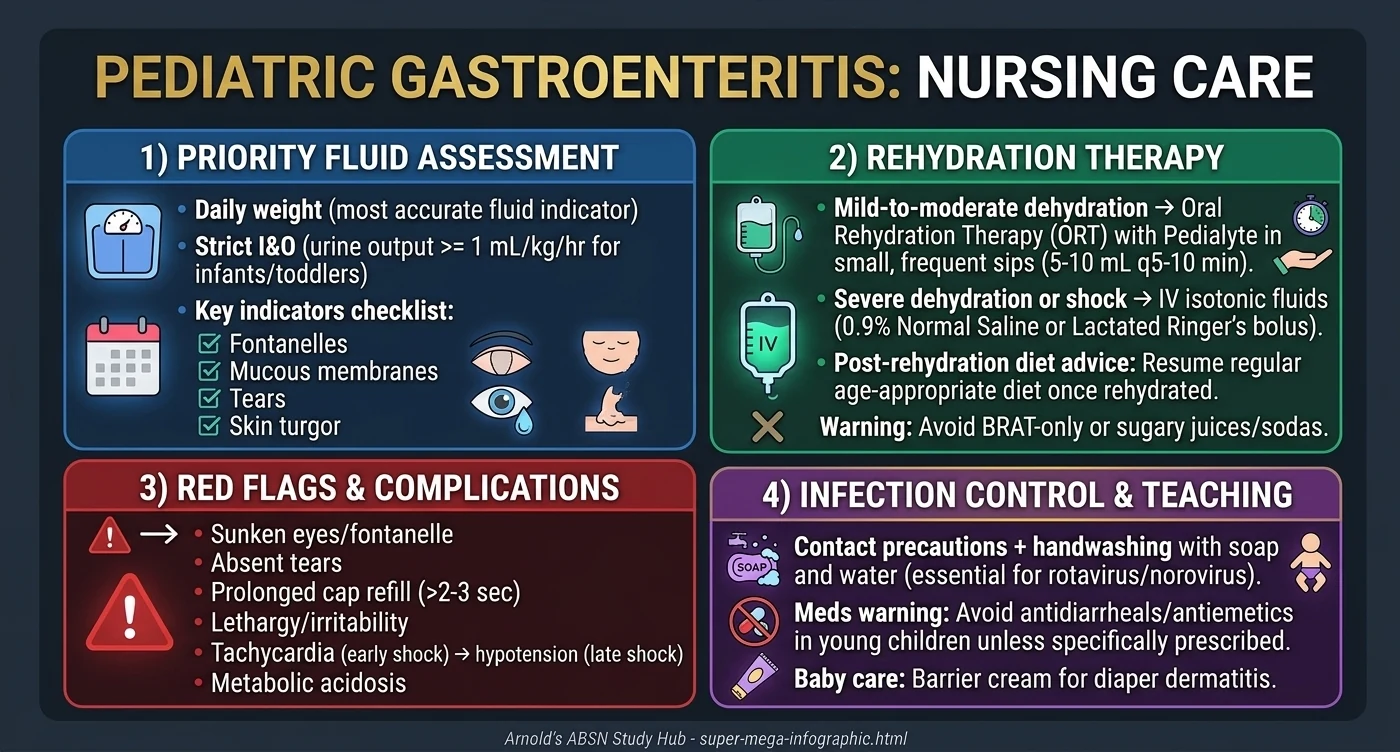 PEDIATRIC GASTROENTERITIS: NURSING CARE
1) PRIORITY FLUID ASSESSMENT
• Daily weight (most accurate fluid indicator)
• Strict I&O (urine output >= 1 mL/kg/hr for
infants/toddlers)
• Key indicators checklist:
Fontanelles
Mucous membranes
Tears
Skin turgor
2) REHYDRATION THERAPY
• Mild-to-moderate dehydration → Oral
Rehydration Therapy (ORT) with Pedialyte in
small, frequent sips (5-10 mL q5-10 min).
IV
• Severe dehydration or shock → IV isotonic fluids
(0.9% Normal Saline or Lactated Ringer's bolus).
• Post-rehydration diet advice: Resume regular
age-appropriate diet once rehydrated.
Warning: Avoid BRAT-only or sugary juices/sodas.
3) RED FLAGS & COMPLICATIONS
• Sunken eyes/fontanelle
• Absent tears
• Prolonged cap refill (>2-3 sec)
• Lethargy/irritability
• Tachycardia (early shock) → hypotension (late shock)
• Metabolic acidosis
4) INFECTION CONTROL & TEACHING
SOAP
Contact precautions + handwashing with soap
and water (essential for rotavirus/norovirus).
Meds warning: Avoid antidiarrheals/antiemetics
in young children unless specifically prescribed.
Baby care: Barrier cream for diaper dermatitis.
Arnold's ABSN Study Hub - super-mega-infographic.html